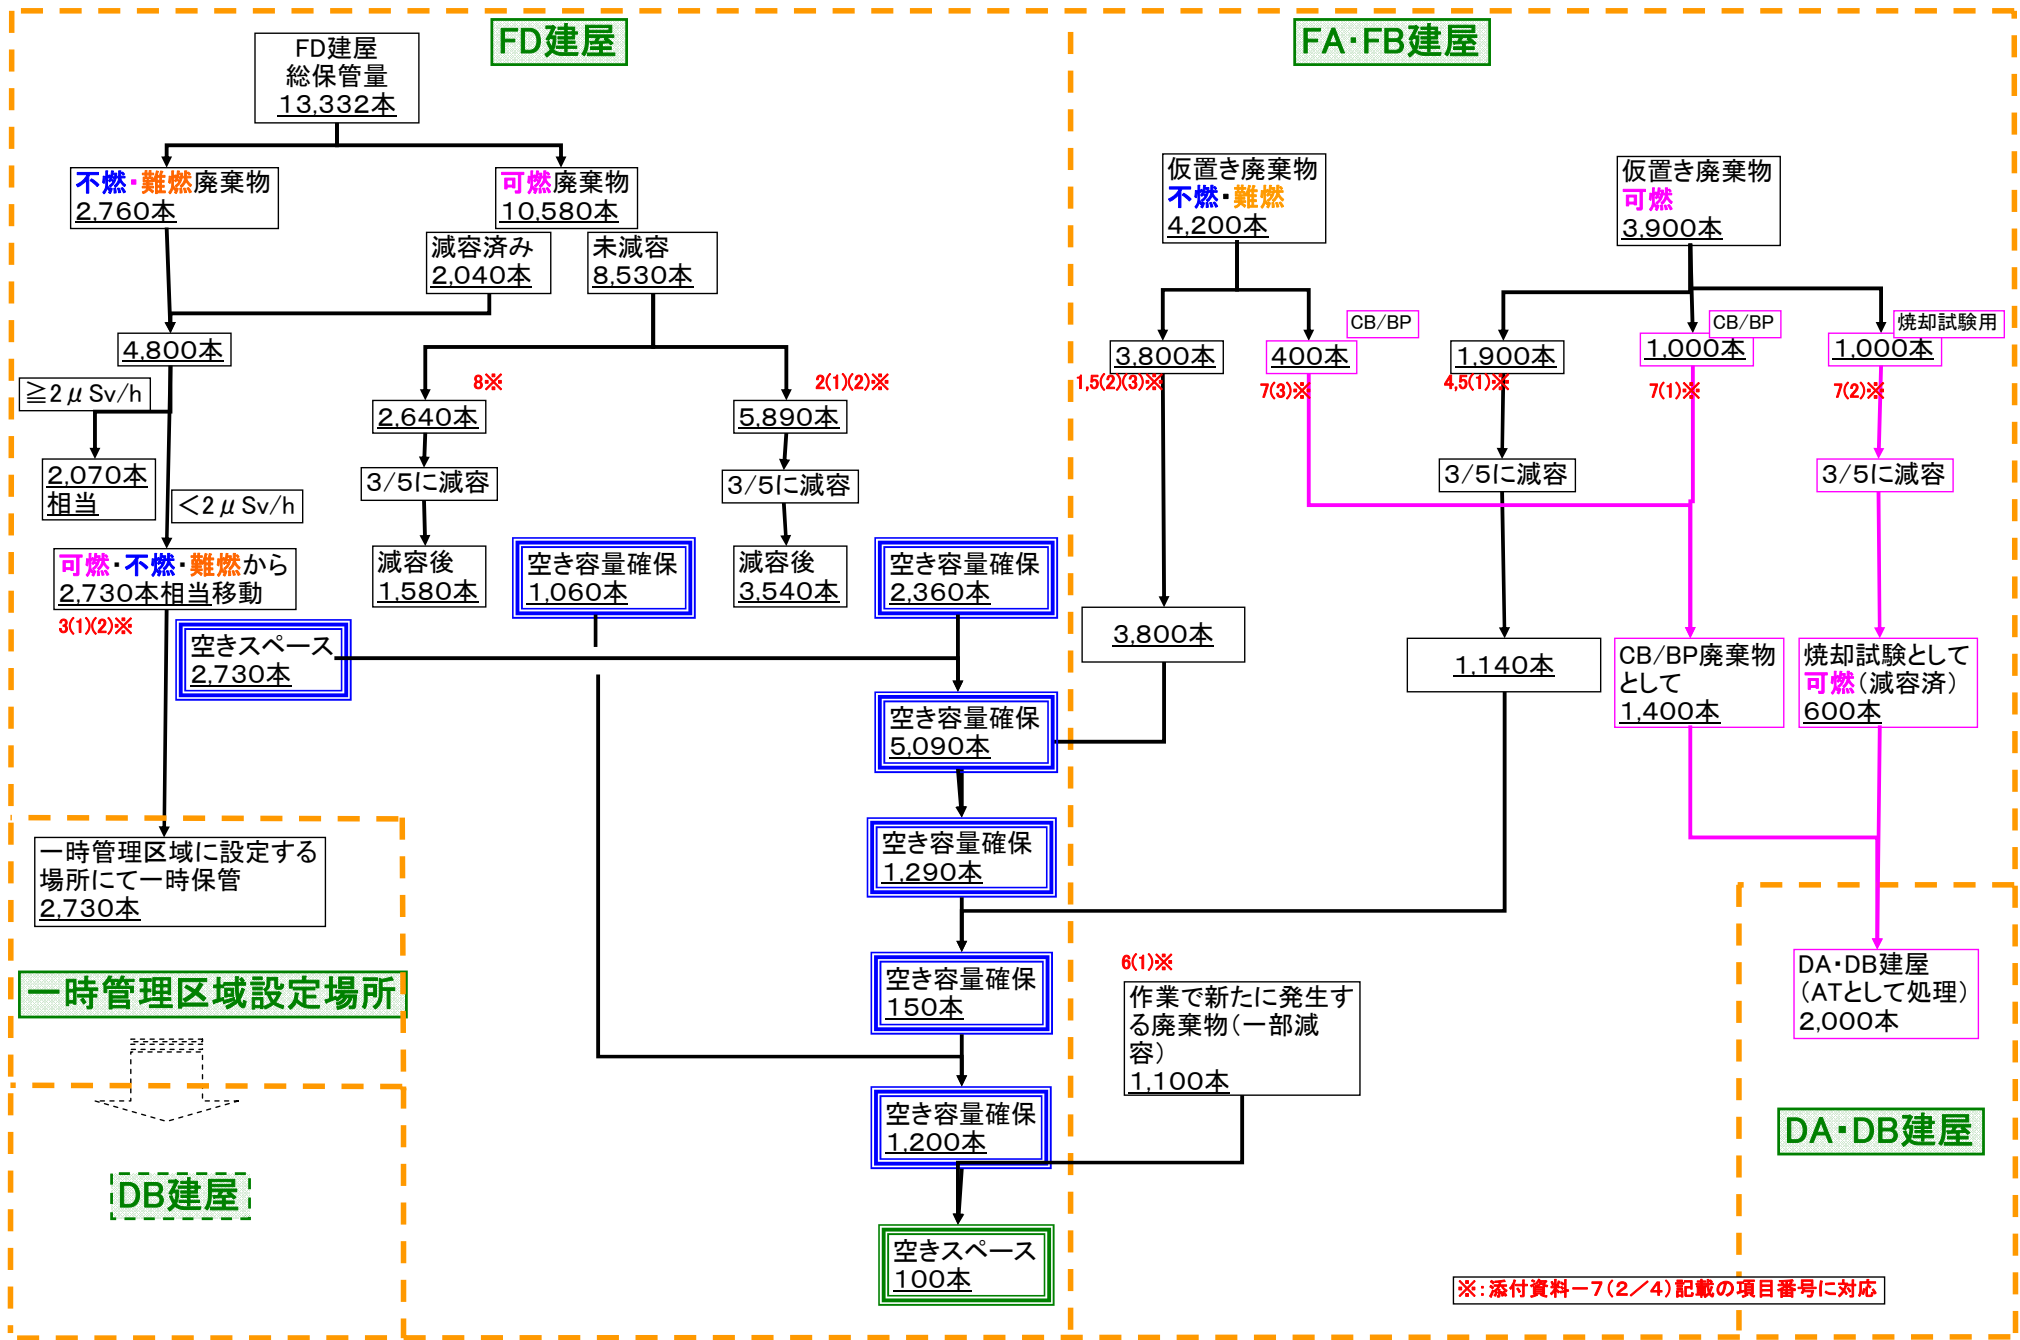 FD建屋
FA・FB建屋
FD建屋
総保管量
13,332本
不燃・難燃廃棄物
2,760本
可燃廃棄物
10,580本
減容済み
2,040本
未減容
8,530本
4,800本
≧2μSv/h
2,070本
相当
<2μSv/h
可燃・不燃・難燃から
2,730本相当移動
3(1)(2)※
空きスペース
2,730本
8※
2,640本
3/5に減容
減容後
1,580本
空き容量確保
1,060本
2(1)(2)※
5,890本
3/5に減容
減容後
3,540本
空き容量確保
2,360本
空き容量確保
5,090本
空き容量確保
1,290本
空き容量確保
150本
空き容量確保
1,200本
空きスペース
100本
一時管理区域に設定する
場所にて一時保管
2,730本
一時管理区域設定場所
DB建屋
仮置き廃棄物
不燃・難燃
4,200本
3,800本
1,5(2)(3)※
CB/BP
400本
7(3)※
3,800本
仮置き廃棄物
可燃
3,900本
1,900本
4,5(1)※
3/5に減容
1,140本
CB/BP
1,000本
7(1)※
焼却試験用
1,000本
7(2)※
3/5に減容
CB/BP廃棄物
として
1,400本
焼却試験として
可燃(減容済)
600本
6(1)※
作業で新たに発生す
る廃棄物(一部減
容)
1,100本
DA・DB建屋
(ATとして処理)
2,000本
DA・DB建屋
※:添付資料-7(2/4)記載の項目番号に対応